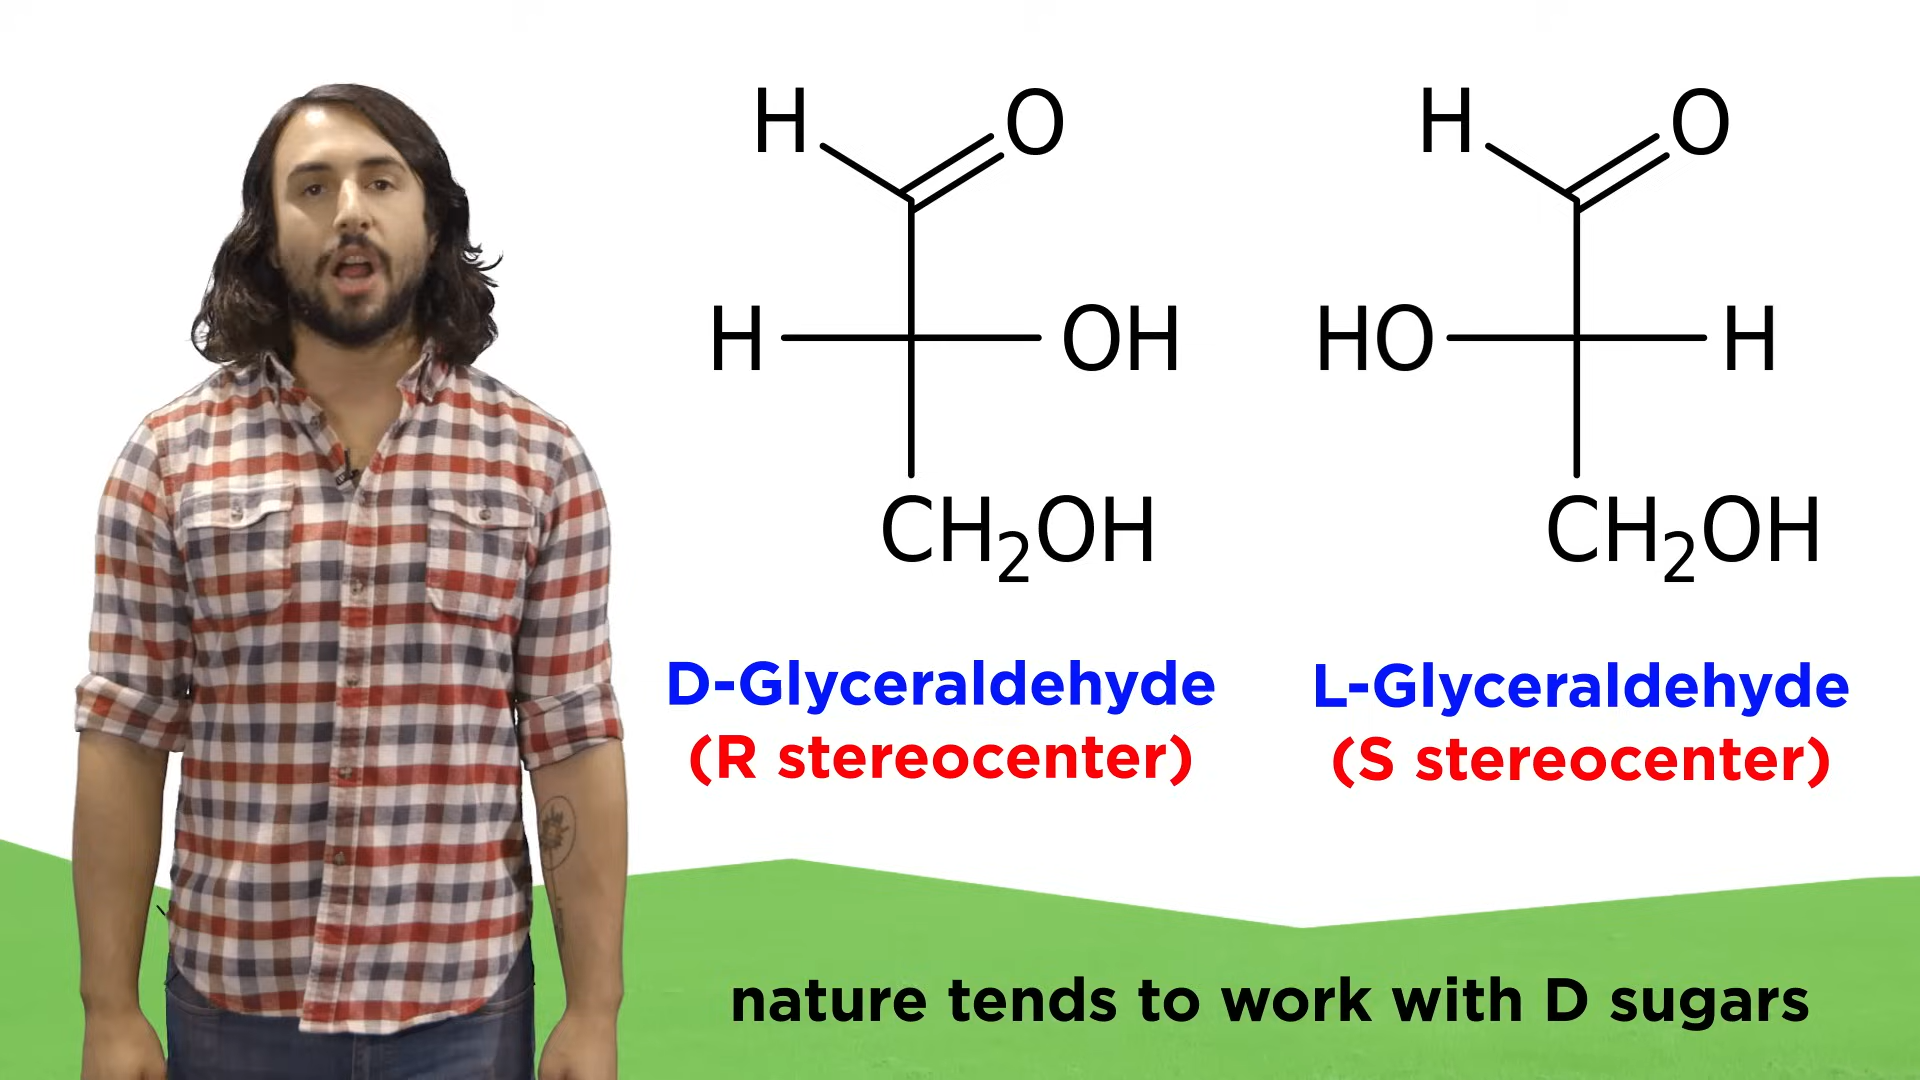 H O H O
H OH HO H
CH₂OH CH₂OH
D-Glyceraldehyde L-Glyceraldehyde
(R stereocenter) (S stereocenter)
nature tends to work with D sugars